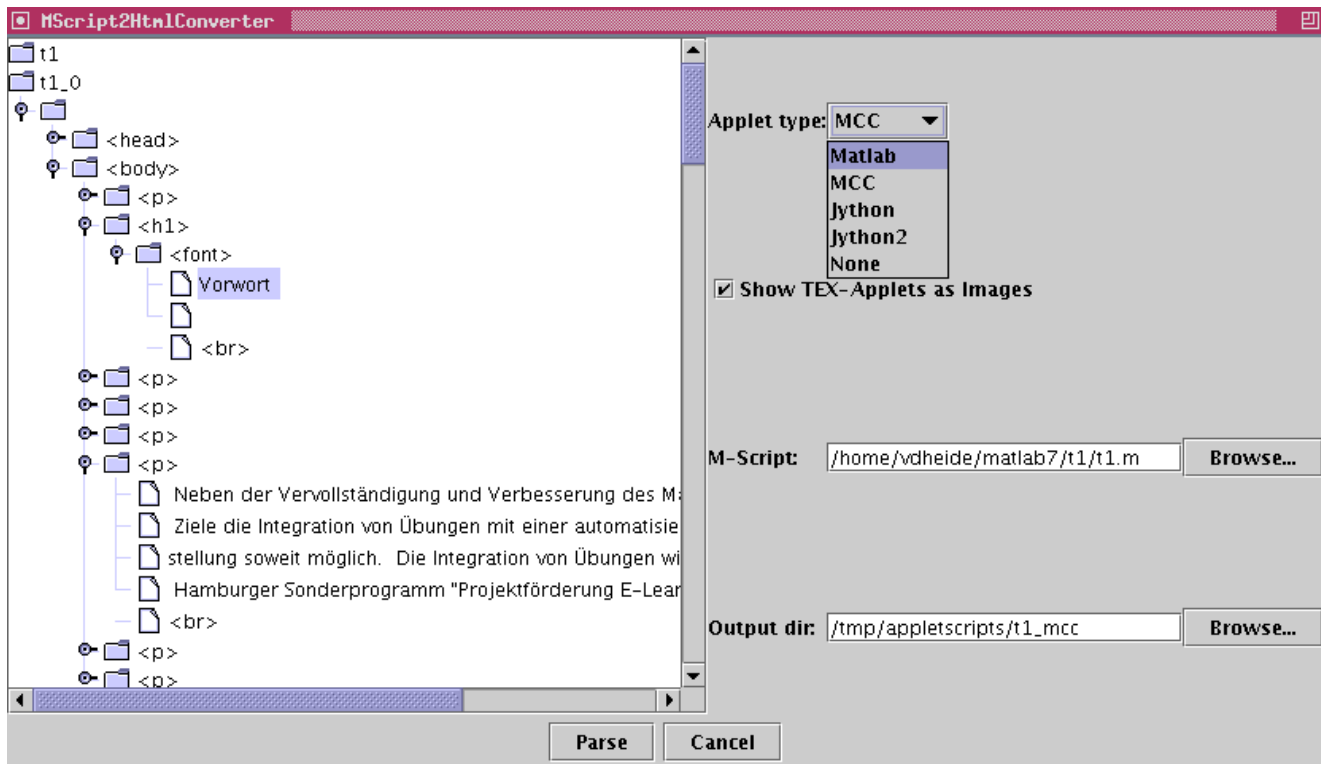 MScript2HtmlConverter
t1
t1_0
<head>
<body>
<p>
<h1>
<font>
Vorwort
<br>
<p>
<p>
<p>
<p>
Neben der Vervollständigung und Verbesserung des Ma
Ziele die Integration von Übungen mit einer automatisie
stellung soweit möglich. Die Integration von Übungen wi
Hamburger Sonderprogramm "Projektförderung E-Lear
<br>
<p>
<p>
Applet type: MCC
Matlab
MCC
Jython
Jython2
None
Show TEX-Applets as Images
M-Script: /home/vdheide/matlab7/t1/t1.m Browse...
Output dir: /tmp/appletscripts/t1_mcc Browse...
Parse Cancel